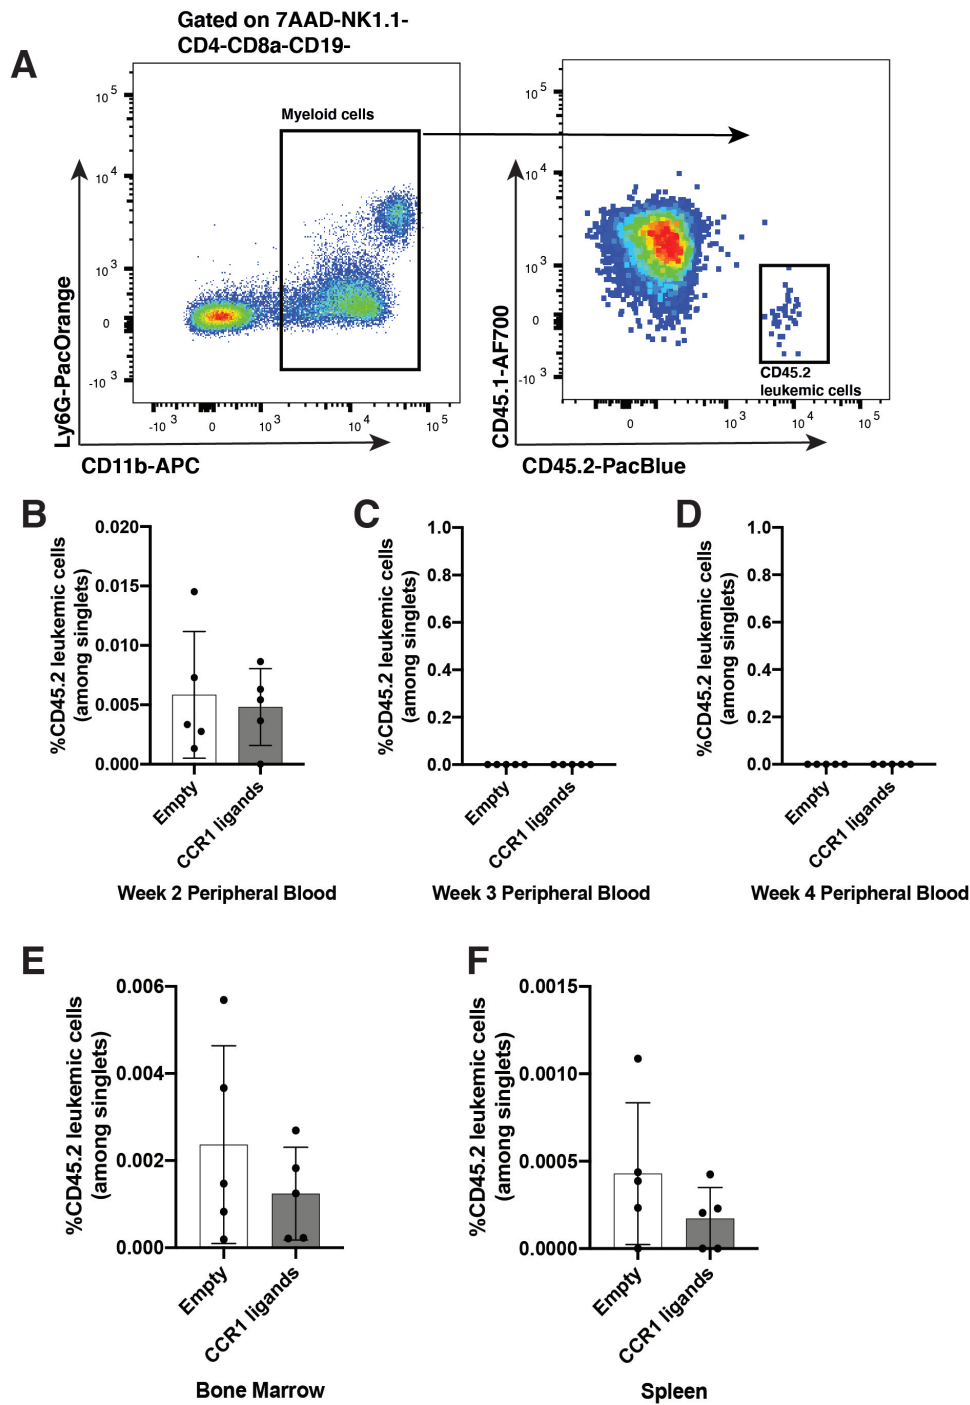 Gated on 7AAD-NK1.1-
CD4-CD8a-CD19-
A
Ly6G-PacOrange
10 5
10 4
10 3
0
-10 3
Myeloid cells
-10 3
0
10 3
10 4
10 5
CD11b-APC
CD45.1-AF700
10 5
10 4
10 3
0
-10 3
CD45.2
leukemic cells
0
10 3
10 4
10 5
CD45.2-PacBlue
B
%CD45.2 leukemic cells
(among singlets)
0.020
0.015
0.010
0.005
0.000
Empty
CCR1 ligands
Week 2 Peripheral Blood
C
%CD45.2 leukemic cells
(among singlets)
1.0
0.8
0.6
0.4
0.2
0.0
Empty
CCR1 ligands
Week 3 Peripheral Blood
D
%CD45.2 leukemic cells
(among singlets)
1.0
0.8
0.6
0.4
0.2
0.0
Empty
CCR1 ligands
Week 4 Peripheral Blood
E
%CD45.2 leukemic cells
(among singlets)
0.006
0.004
0.002
0.000
Empty
CCR1 ligands
Bone Marrow
F
%CD45.2 leukemic cells
(among singlets)
0.0015
0.0010
0.0005
0.0000
Empty
CCR1 ligands
Spleen